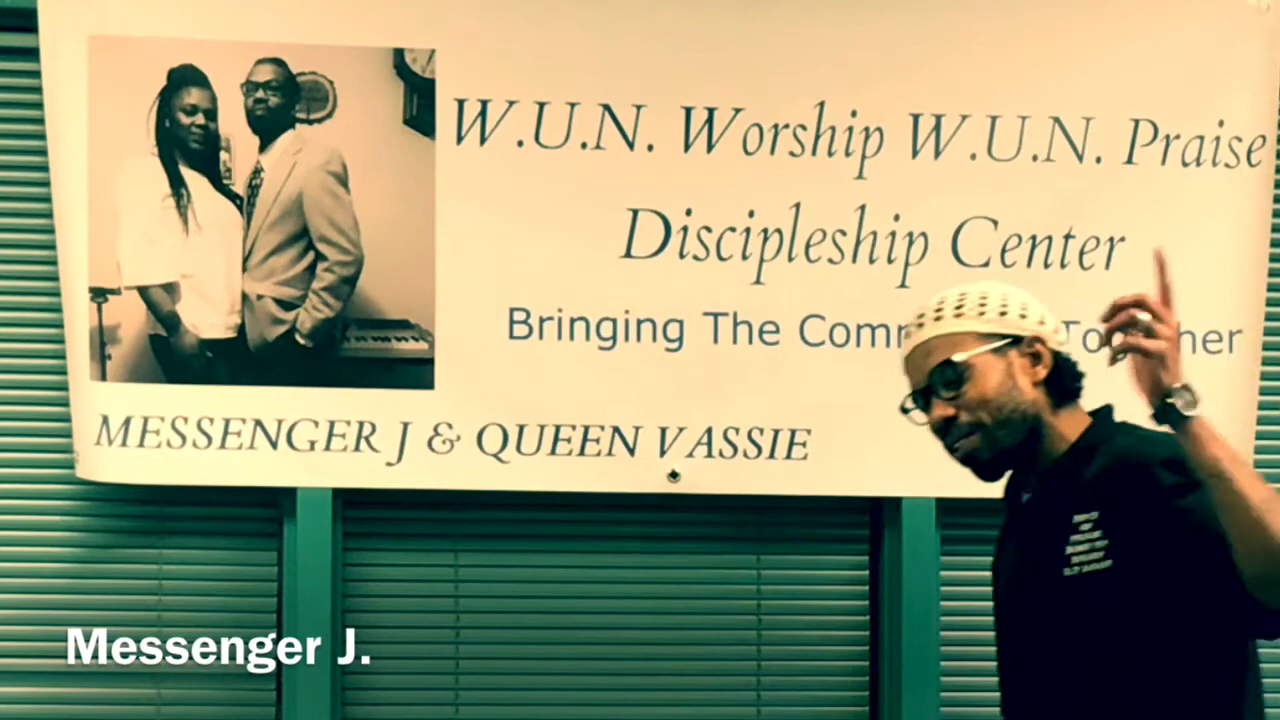 W.U.N. Worship W.U.N. Praise
Discipleship Center
Bringing The
MESSENGER J & QUEEN VASSIE
Messenger J.